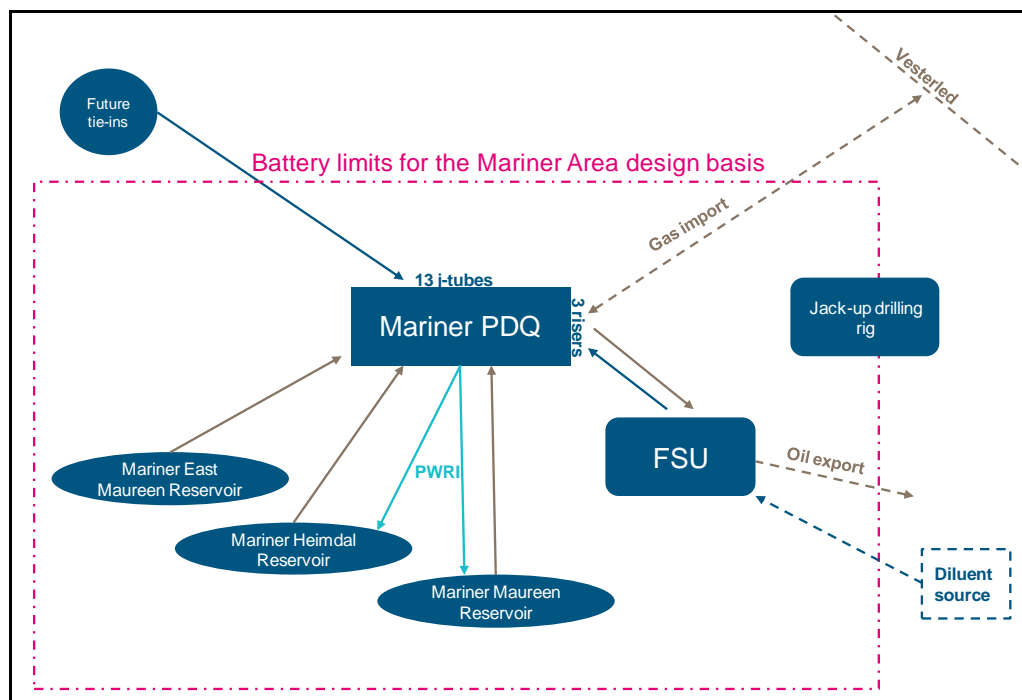 Vesterled
Future
tie-ins
Battery limits for the Mariner Area design basis
Gas import
13 j-tubes
Mariner PDQ
3 risers
Jack-up drilling
rig
FSU
Oil export
Mariner East
Maureen Reservoir
PWRI
Mariner Heimdal
Reservoir
Mariner Maureen
Reservoir
Diluent
source